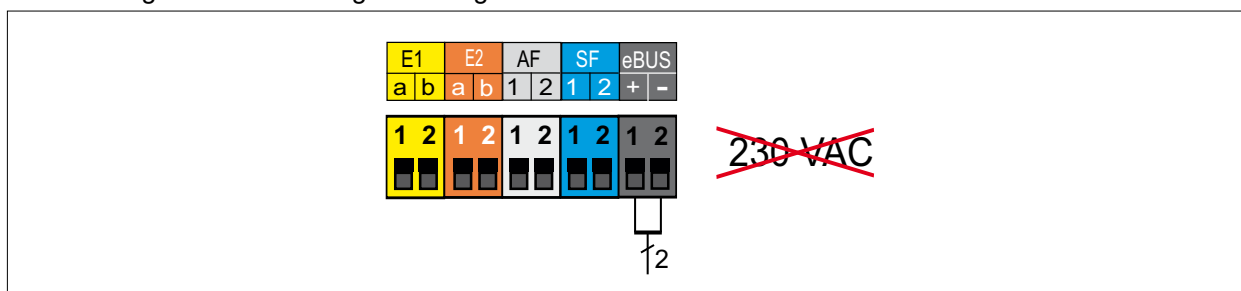 E1 E2 AF SF eBUS
a b a b 1 2 1 2 + -
1 2 1 2 1 2 1 2 1 2
230 VAC
2